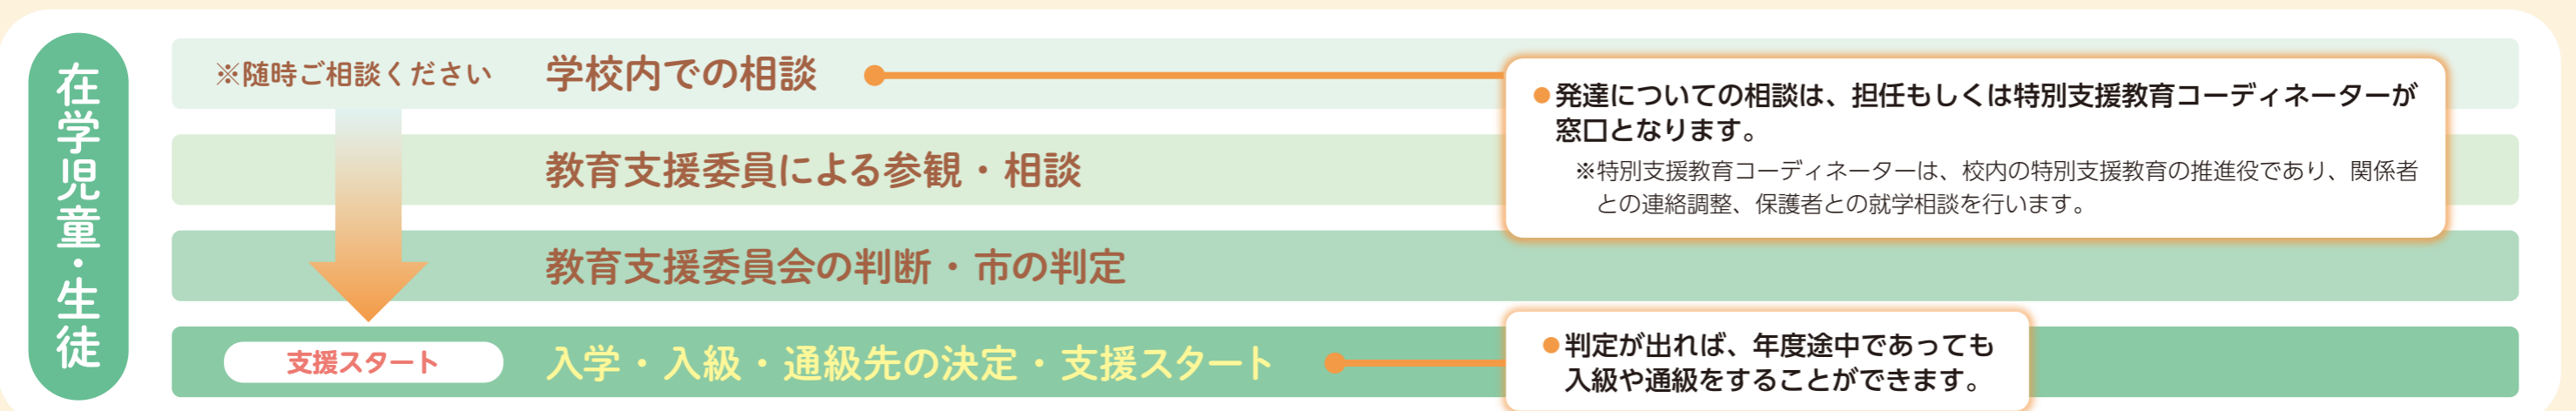 在学児童・生徒
※随時ご相談ください
学校内での相談
●発達についての相談は、担任もしくは特別支援教育コーディネーターが
窓口となります。
※特別支援教育コーディネーターは、校内の特別支援教育の推進役であり、関係者
との連絡調整、保護者との就学相談を行います。
教育支援委員による参観・相談
教育支援委員会の判断・市の判定
支援スタート
入学・入級・通級先の決定・支援スタート
●判定が出れば、年度途中であっても
入級や通級をすることができます。